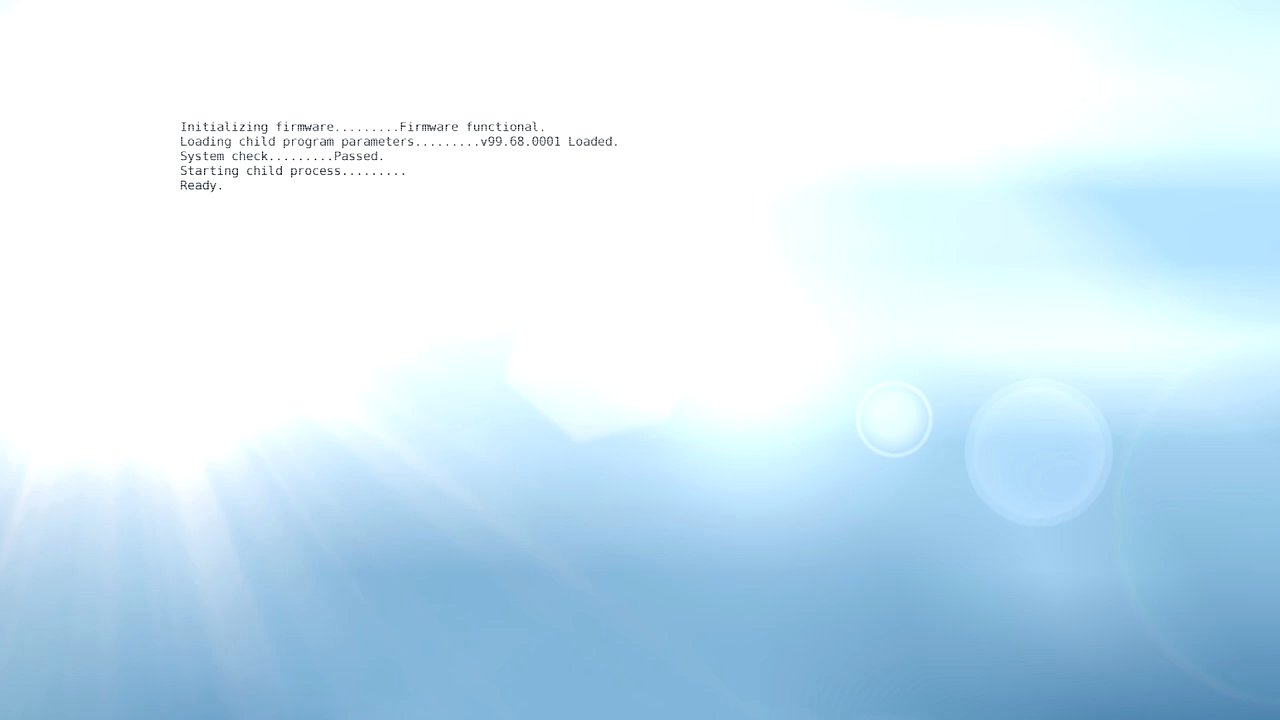 Initializing firmware.........Firmware functional.
Loading child program parameters.........v99.68.0001 Loaded.
System check.........Passed.
Starting child process.........
Ready.